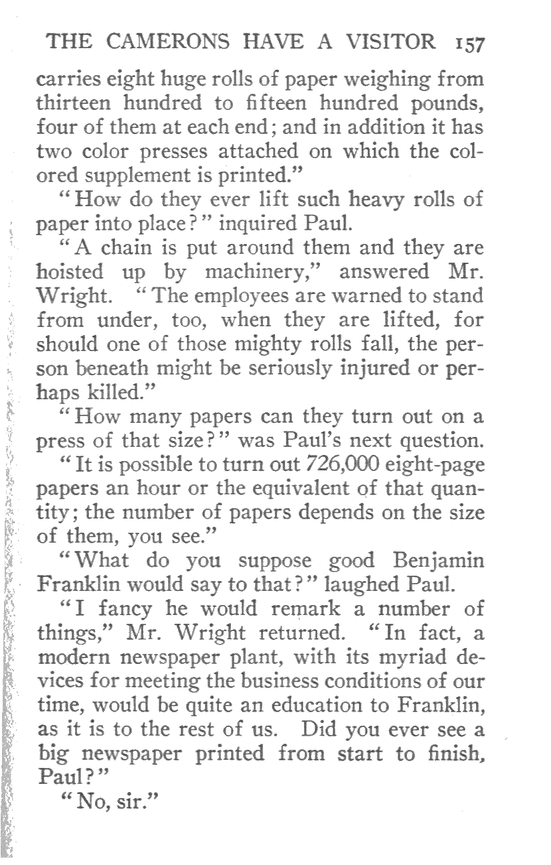 THE CAMERONS HAVE A VISITOR 157
carries eight huge rolls of paper weighing from
thirteen hundred to fifteen hundred pounds,
four of them at each end; and in addition it has
two color presses attached on which the col-
ored supplement is printed.”
“How do they ever lift such heavy rolls of
paper into place?” inquired Paul.
“A chain is put around them and they are
hoisted up by machinery,” answered Mr.
Wright. “The employees are warned to stand
from under, too, when they are lifted, for
should one of those mighty rolls fall, the per-
son beneath might be seriously injured or per-
haps killed.”
“How many papers can they turn out on a
press of that size?” was Paul’s next question.
“It is possible to turn out 726,000 eight-page
papers an hour or the equivalent of that quan-
tity; the number of papers depends on the size
of them, you see.”
“What do you suppose good Benjamin
Franklin would say to that?” laughed Paul.
“I fancy he would remark a number of
things,” Mr. Wright returned. “In fact, a
modern newspaper plant, with its myriad de-
vices for meeting the business conditions of our
time, would be quite an education to Franklin,
as it is to the rest of us. Did you ever see a
big newspaper printed from start to finish,
Paul?”
“No, sir.”